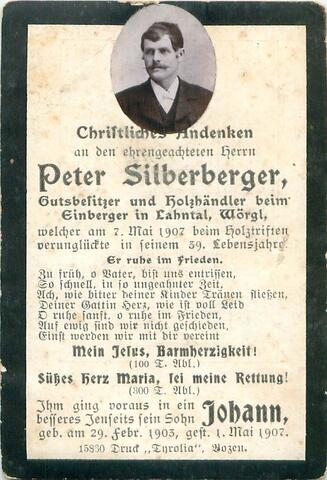 Christliches Andenken
an den ehrengeachteten Herrn
Peter Silberberger,
Gutsbesitzer und Holzhändler beim
Einberger in Lahntal, Wörgl,
welcher am 7. Mai 1907 beim Holztriften
verunglückte in seinem 39. Lebensjahre.
Er ruhe im Frieden.
Zu früh, o Vater, bist uns entrissen,
So schnell, in so ungeahnter Zeit,
Ach, wie bitter deiner Kinder Tränen fließen,
Deiner Gattin Herz, wie ist voll Leid
O ruhe sanft, o ruhe im Frieden,
Auf ewig sind wir nicht geschieden,
Einst werden wir mit dir vereint
Mein Jesus, Barmherzigkeit!
(100 T. Abl.)
Süßes Herz Maria, sei meine Rettung!
(300 T. Abl.)
Ihm ging voraus in ein
besseres Jenseits sein Sohn Johann,
geb. am 29. Febr. 1903, gest. 1. Mai 1907.
15830 Druck „Tyrolia", Bozen.